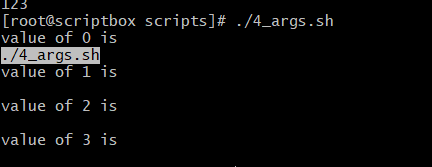 123
[root@scriptbox scripts]# ./4_args.sh
value of 0 is
./4_args.sh
value of 1 is
value of 2 is
value of 3 is